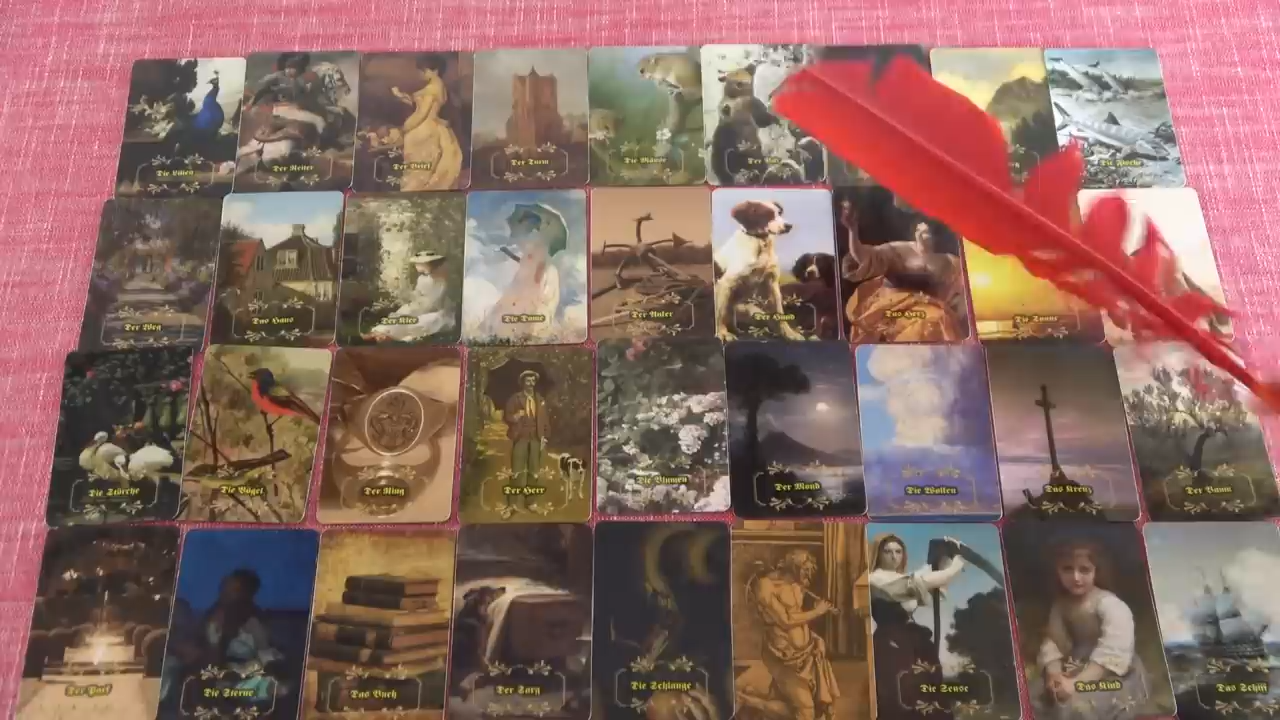 Die Lilien
Der Reiter
Der Brief
Der Turm
Die Mäuse
Der Bär
Die Fische
Der Weg
Das Haus
Der Klee
Die Dame
Der Anker
Der Hund
Das Herz
Die Sonne
Die Störche
Die Vögel
Der Ring
Der Herr
Die Blumen
Der Mond
Die Wolken
Das Kreuz
Der Baum
Der Park
Die Sterne
Das Buch
Der Sarg
Die Schlange
Die Sense
Das Kind
Das Schiff